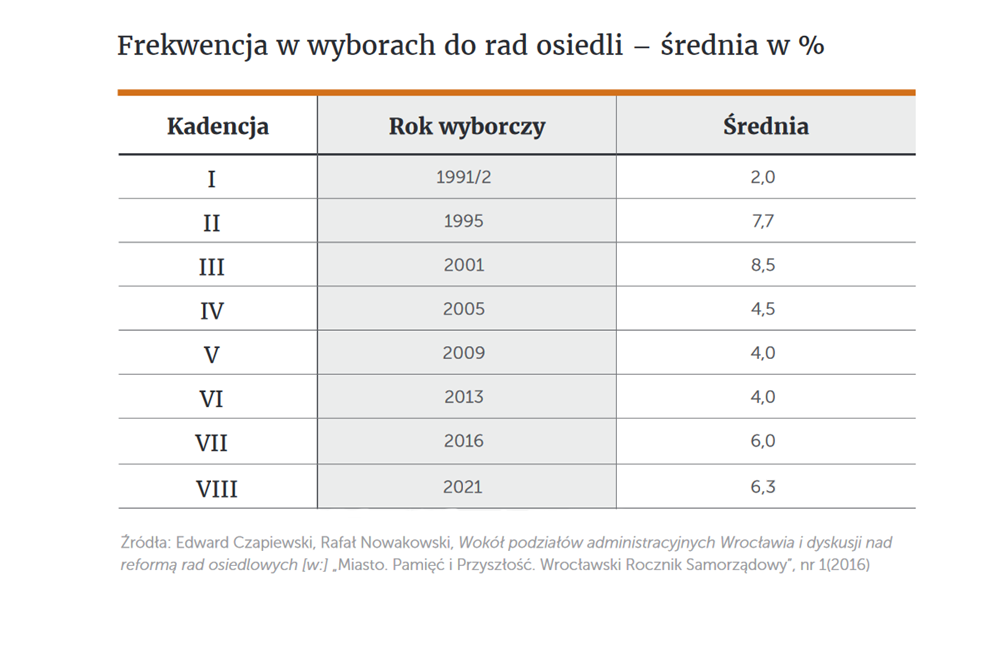 Frekwencja w wyborach do rad osiedli – średnia w %
Kadencja Rok wyborczy Średnia
I 1991/2 2,0
II 1995 7,7
III 2001 8,5
IV 2005 4,5
V 2009 4,0
VI 2013 4,0
VII 2016 6,0
VIII 2021 6,3
Źródła: Edward Czapiewski, Rafał Nowakowski, Wokół podziałów administracyjnych Wrocławia i dyskusji nad
reformą rad osiedlowych [w:] „Miasto. Pamięć i Przyszłość. Wrocławski Rocznik Samorządowy”, nr 1(2016)